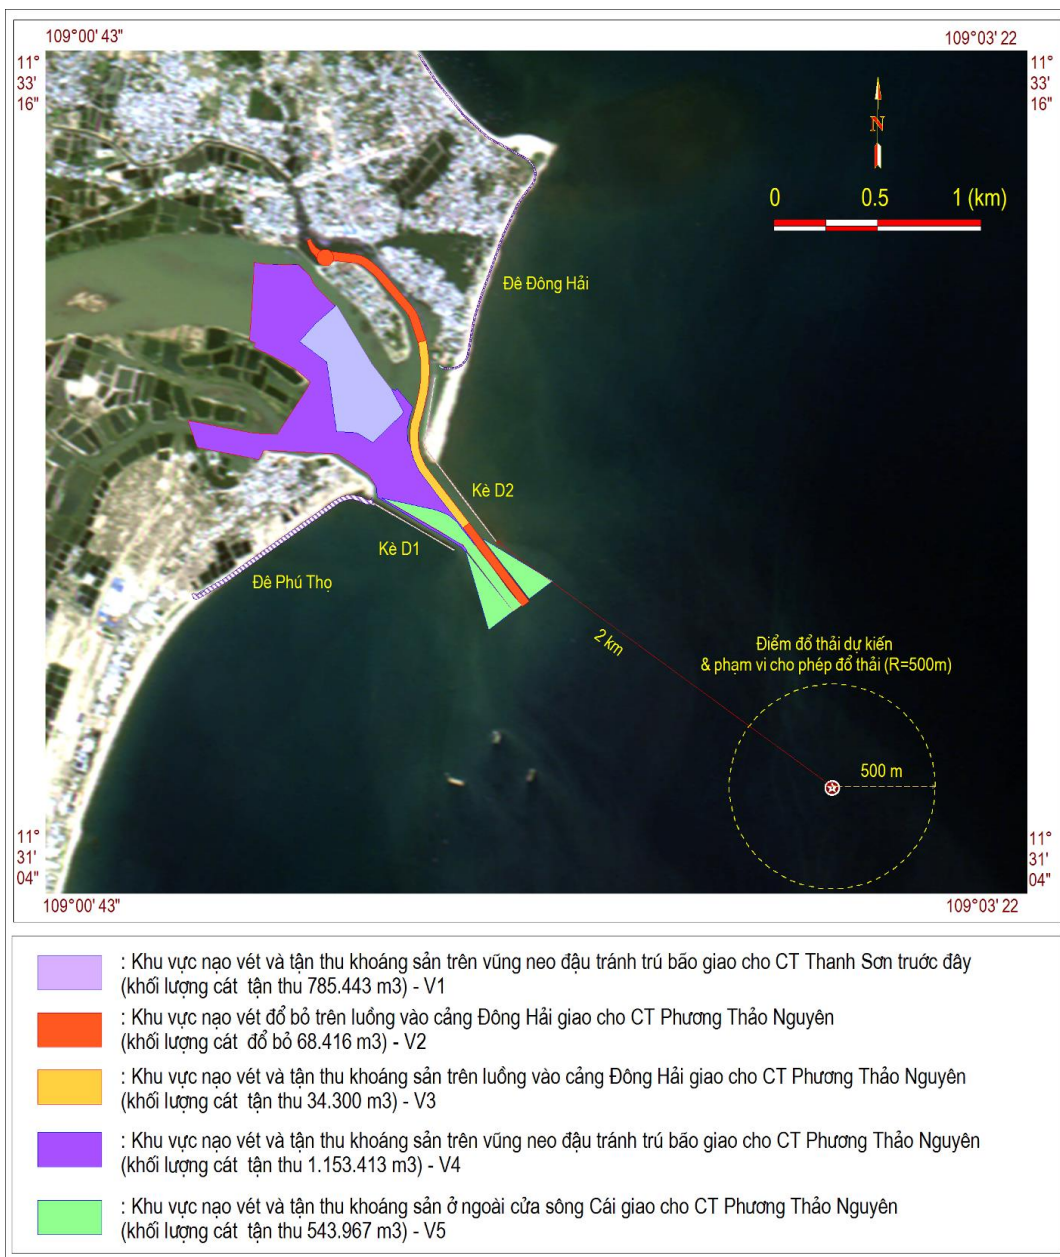 109°00' 43"
109°03' 22
11°
33'
16"
11°
33'
16"
N
0 0.5 1 (km)
Đê Đông Hải
Kè D2
Kè D1
Đê Phú Thọ
2 km
Điểm đổ thải dự kiến
& phạm vi cho phép đổ thải (R=500m)
500 m
11°
31'
04"
11°
31'
04"
109°00' 43"
109°03' 22
: Khu vực nạo vét và tận thu khoáng sản trên vũng neo đậu tránh trú bão giao cho CT Thanh Sơn truớc đây
(khối lượng cát tận thu 785.443 m3) - V1
: Khu vực nạo vét đổ bỏ trên luồng vào cảng Đông Hải giao cho CT Phương Thảo Nguyên
(khối lượng cát đổ bỏ 68.416 m3) - V2
: Khu vực nạo vét và tận thu khoáng sản trên luồng vào cảng Đông Hải giao cho CT Phương Thảo Nguyên
(khối lượng cát tận thu 34.300 m3) - V3
: Khu vực nạo vét và tận thu khoáng sản trên vũng neo đậu tránh trú bão giao cho CT Phương Thảo Nguyên
(khối lượng cát tận thu 1.153.413 m3) - V4
: Khu vực nạo vét và tận thu khoáng sản ở ngoài cửa sông Cái giao cho CT Phương Thảo Nguyên
(khối lượng cát tận thu 543.967 m3) - V5